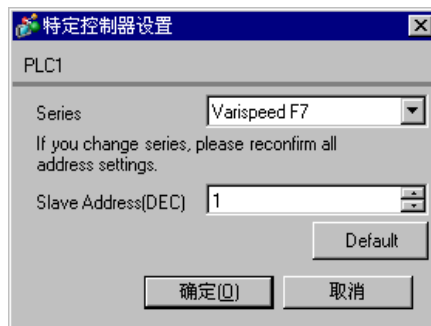 特定控制器设置
PLC1
Series Varispeed F7
If you change series, please reconfirm all
address settings.
Slave Address(DEC) 1
Default
确定(O) 取消